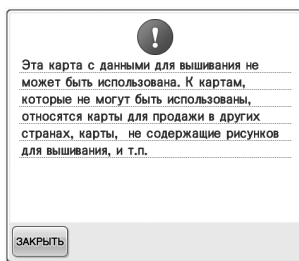 Эта карта с данными для вышивания не
может быть использована. К картам,
которые не могут быть использованы,
относятся карты для продажи в других
странах, карты, не содержащие рисунков
для вышивания, и т.п.
ЗАКРЫТЬ